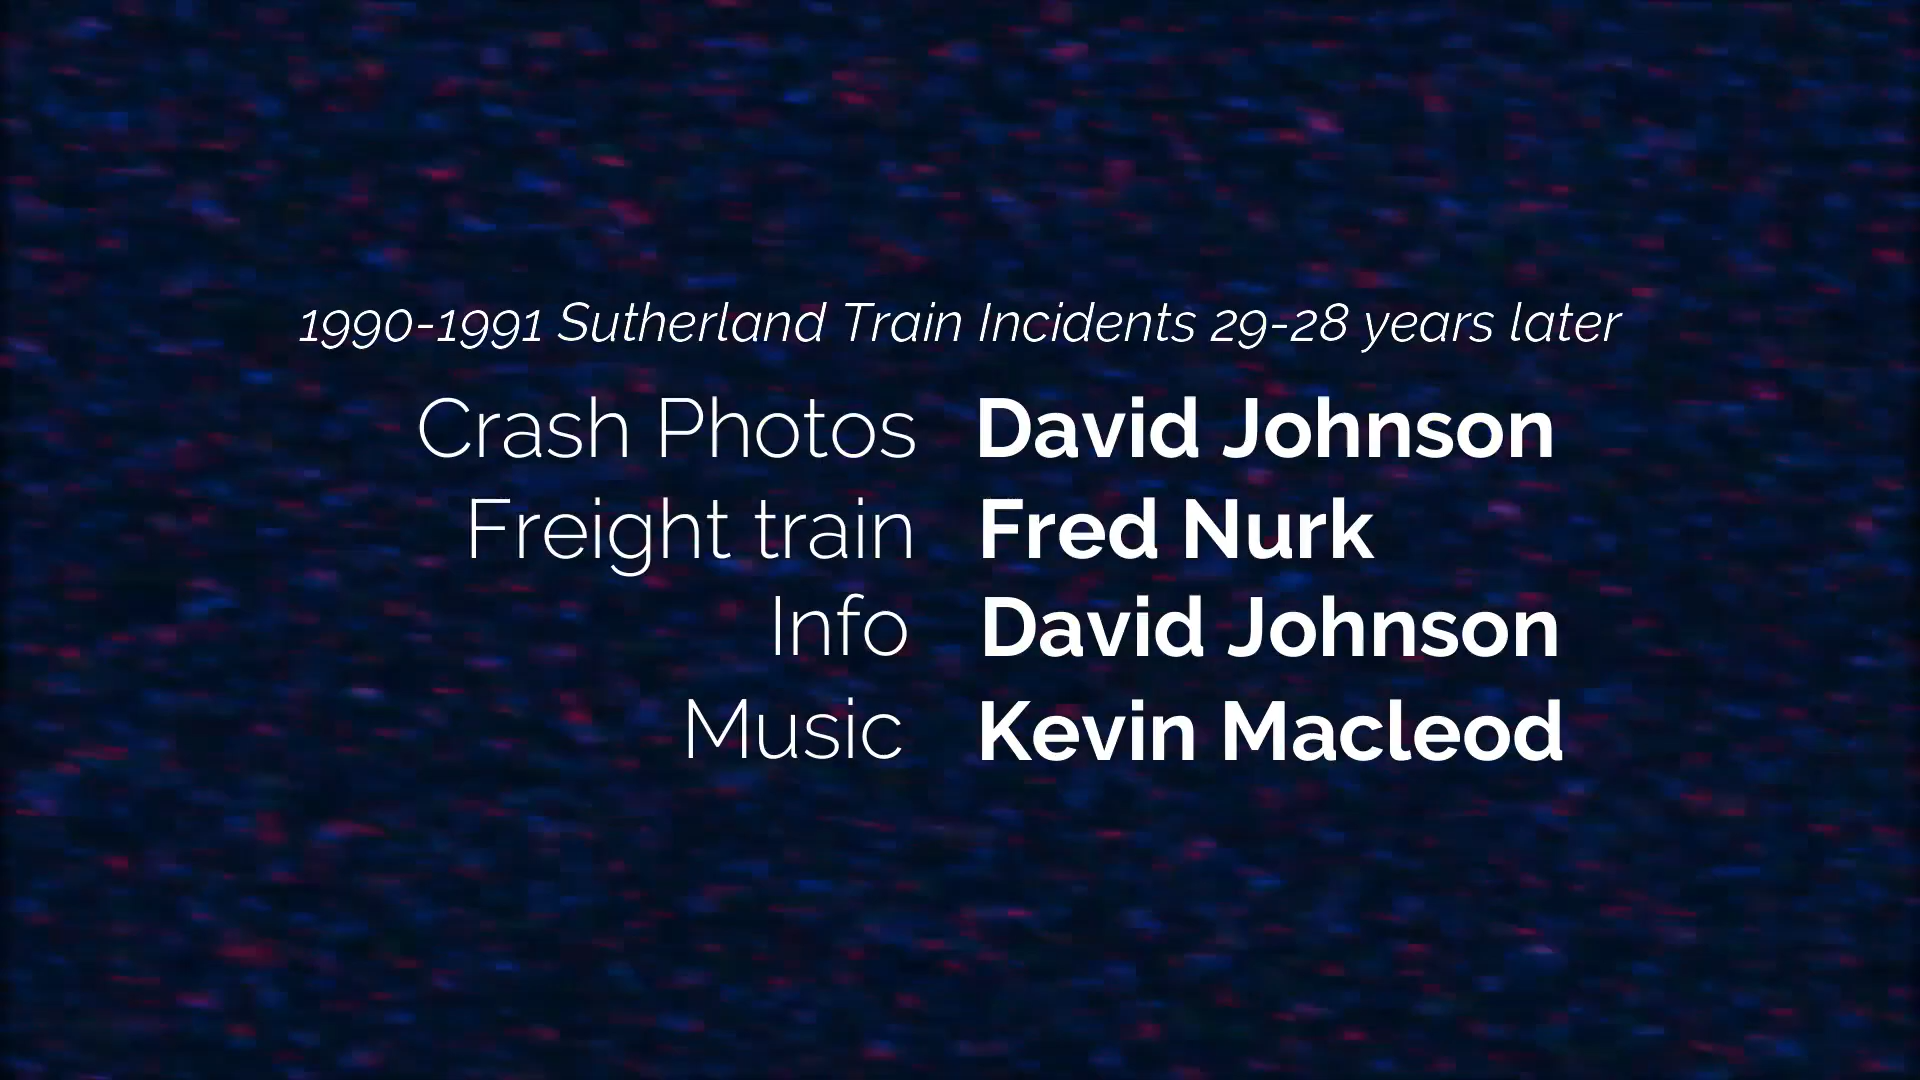 1990-1991 Sutherland Train Incidents 29-28 years later
Crash Photos David Johnson
Freight train Fred Nurk
Info David Johnson
Music Kevin Macleod